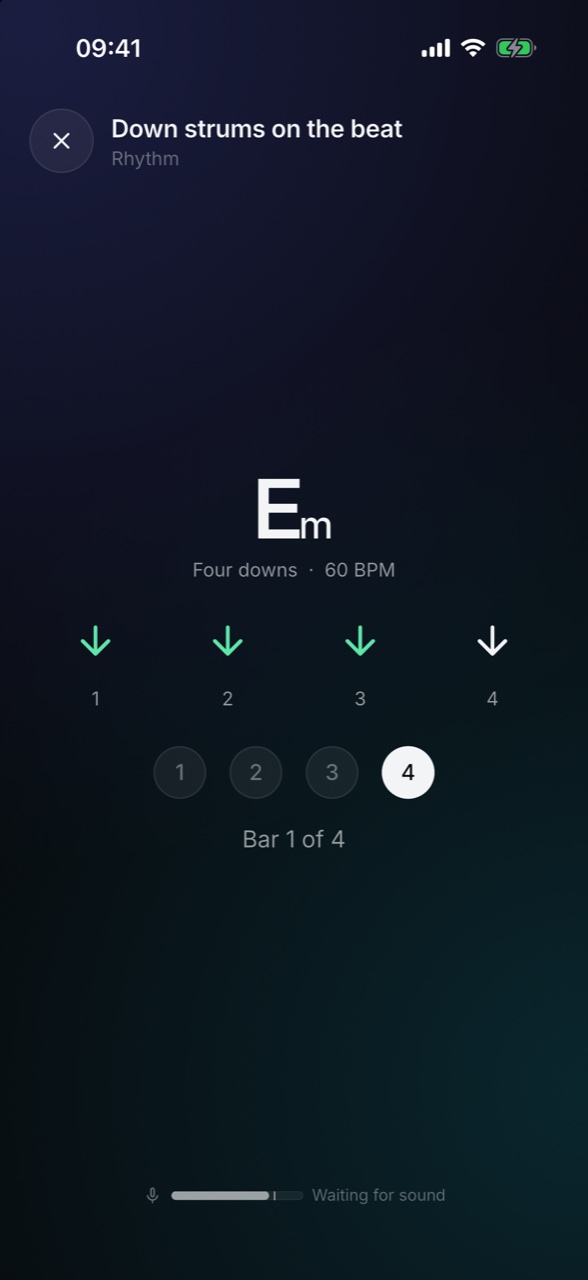 09:41
Down strums on the beat
Rhythm
Em
Four downs · 60 BPM
1 2 3 4
1 2 3 4
Bar 1 of 4
Waiting for sound